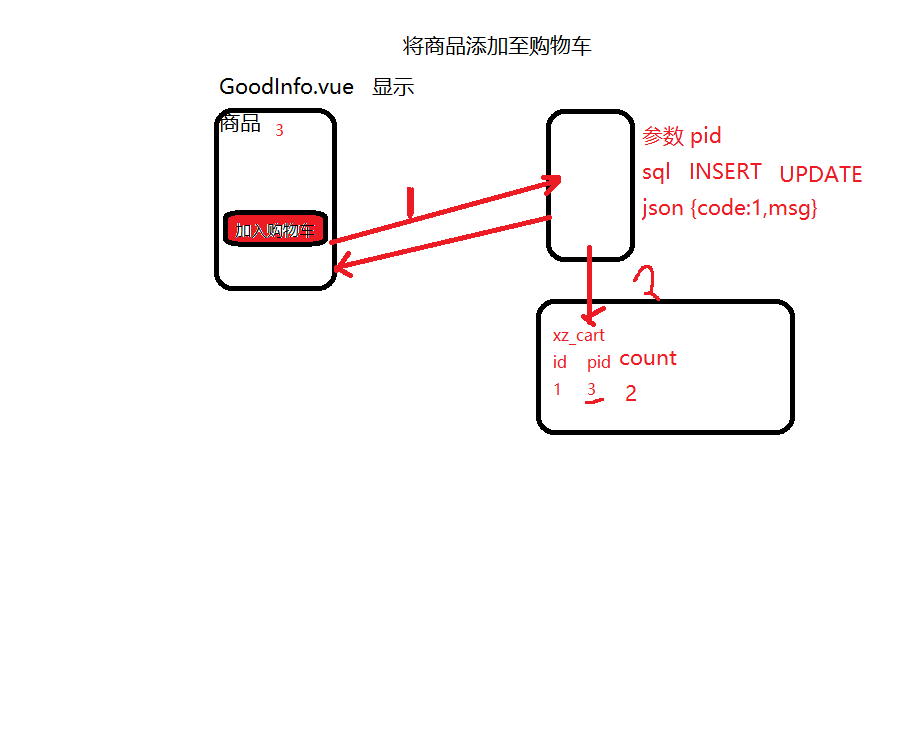 将商品添加至购物车
GoodInfo.vue 显示
商品 3
参数 pid
sql INSERT UPDATE
json {code:1,msg}
1
加入购物车
2
xz_cart
id pid count
1 3 2